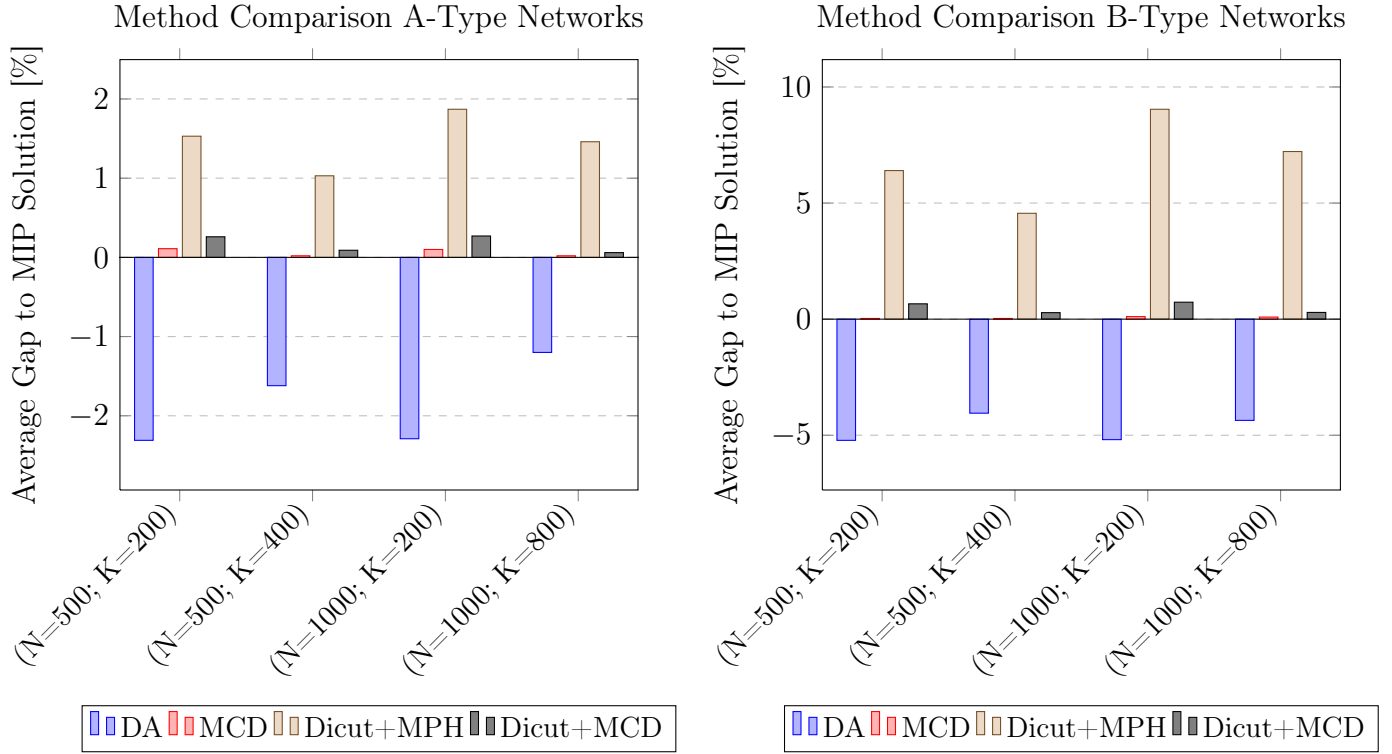 Method Comparison A-Type Networks
Average Gap to MIP Solution [%]
2
1
0
−1
−2
(N=500; K=200)
(N=500; K=400)
(N=1000; K=200)
(N=1000; K=800)
DA MCD Dicut+MPH Dicut+MCD
Method Comparison B-Type Networks
Average Gap to MIP Solution [%]
10
5
0
−5
(N=500; K=200)
(N=500; K=400)
(N=1000; K=200)
(N=1000; K=800)
DA MCD Dicut+MPH Dicut+MCD